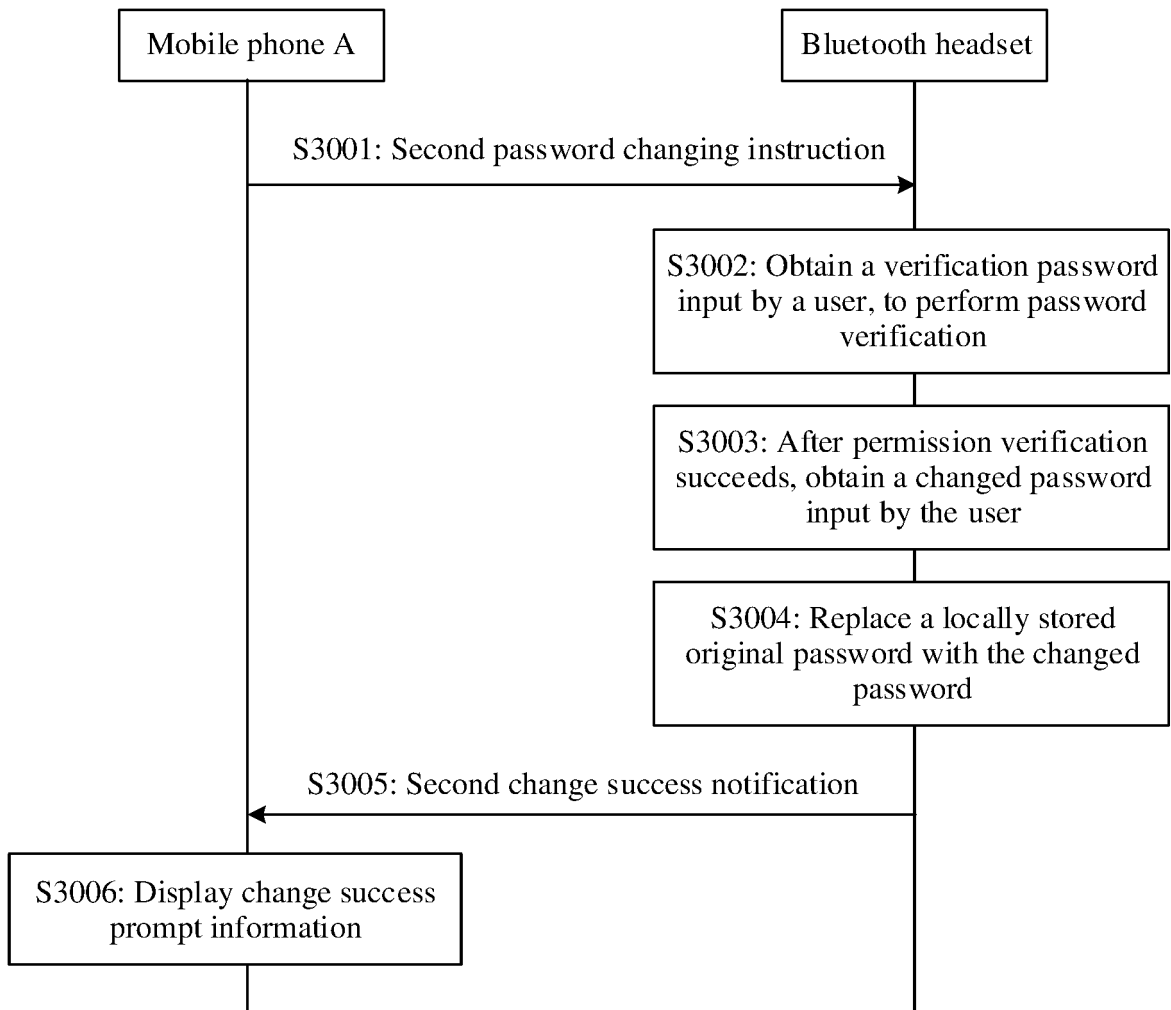 Mobile phone A
Bluetooth headset
S3001: Second password changing instruction
S3002: Obtain a verification password
input by a user, to perform password
verification
S3003: After permission verification
succeeds, obtain a changed password
input by the user
S3004: Replace a locally stored
original password with the changed
password
S3005: Second change success notification
S3006: Display change success
prompt information